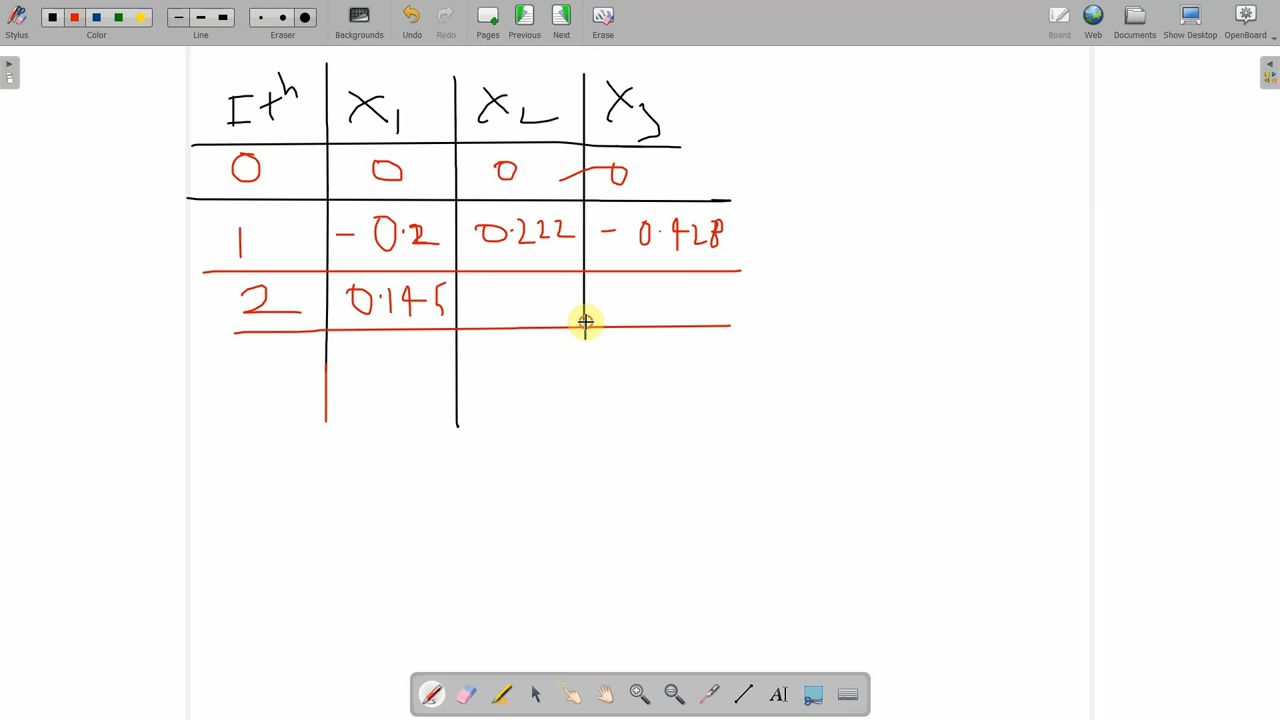 Stylus Color Line Eraser Backgrounds Undo Redo Pages Previous Next Erase Board Web Documents Show Desktop OpenBoard
Ith X1 X2 X3
0 0 0 0
1 -0.2 0.222 -0.428
2 0.145
AI